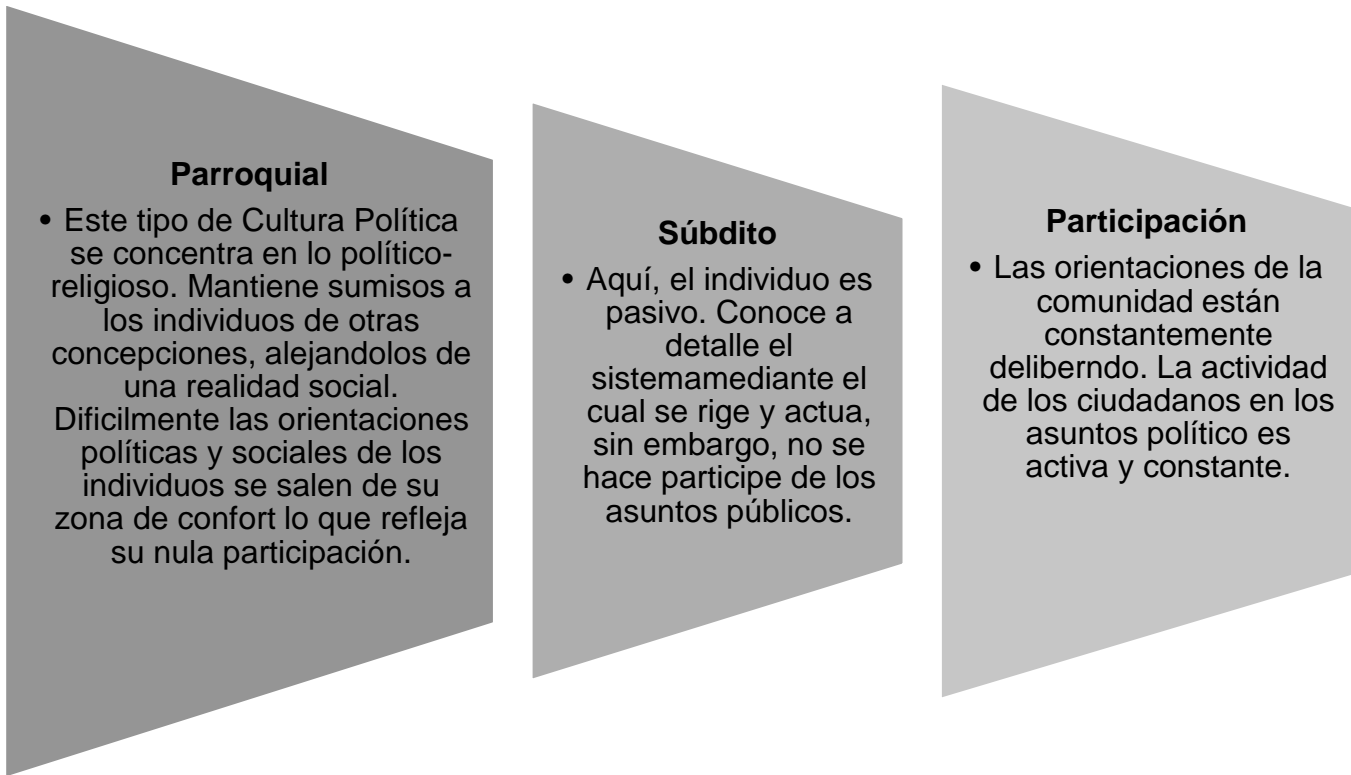 Parroquial
• Este tipo de Cultura Política
se concentra en lo político-
religioso. Mantiene sumisos a
los individuos de otras
concepciones, alejandolos de
una realidad social.
Dificilmente las orientaciones
políticas y sociales de los
individuos se salen de su
zona de confort lo que refleja
su nula participación.
Súbdito
• Aquí, el individuo es
pasivo. Conoce a
detalle el
sistemamediante el
cual se rige y actua,
sin embargo, no se
hace participe de los
asuntos públicos.
Participación
• Las orientaciones de la
comunidad están
constantemente
deliberndo. La actividad
de los ciudadanos en los
asuntos político es
activa y constante.